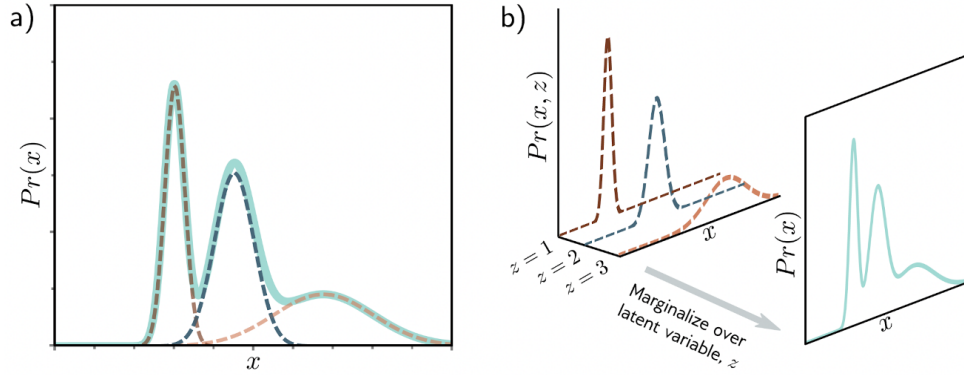 a)
Pr(x)
x
b)
Pr(x, z)
z = 1
z = 2
z = 3
x
Marginalize over
latent variable, z
Pr(x)
x